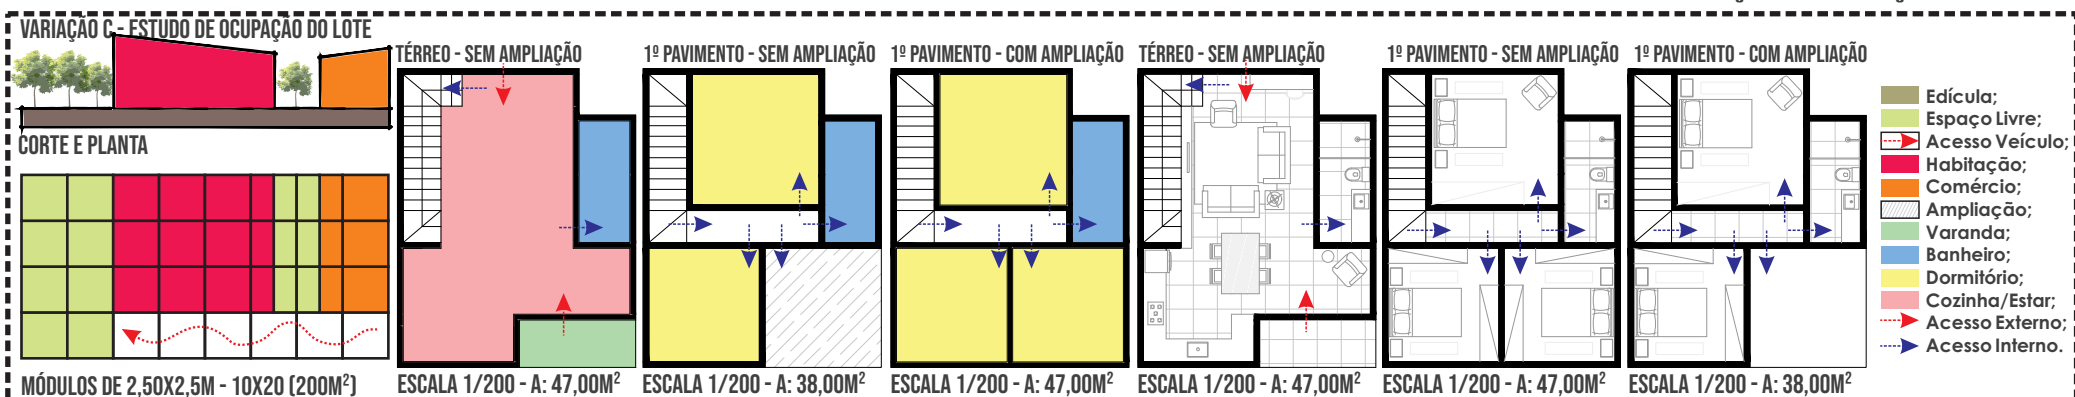 VARIAÇÃO C - ESTUDO DE OCUPAÇÃO DO LOTE
CORTE E PLANTA
MÓDULOS DE 2,50X2,5M - 10X20 (200M²)
TÉRREO - SEM AMPLIAÇÃO
ESCALA 1/200 - A: 47,00M²
1º PAVIMENTO - SEM AMPLIAÇÃO
ESCALA 1/200 - A: 38,00M²
1º PAVIMENTO - COM AMPLIAÇÃO
ESCALA 1/200 - A: 47,00M²
TÉRREO - SEM AMPLIAÇÃO
ESCALA 1/200 - A: 47,00M²
1º PAVIMENTO - SEM AMPLIAÇÃO
ESCALA 1/200 - A: 47,00M²
1º PAVIMENTO - COM AMPLIAÇÃO
ESCALA 1/200 - A: 38,00M²
Edícula;
Espaço Livre;
Acesso Veículo;
Habitação;
Comércio;
Ampliação;
Varanda;
Banheiro;
Dormitório;
Cozinha/Estar;
Acesso Externo;
Acesso Interno.